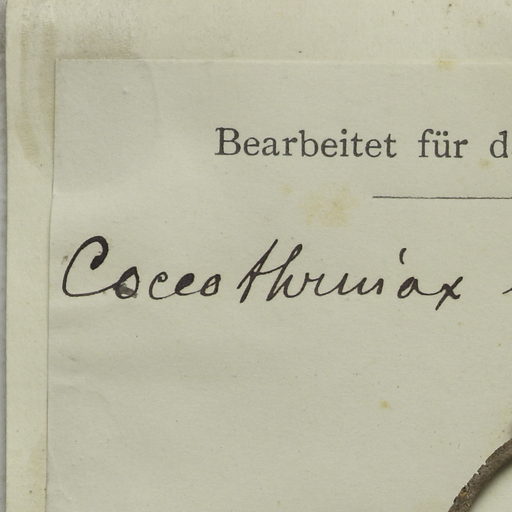 Bearbeitet für d
Coccothrinax